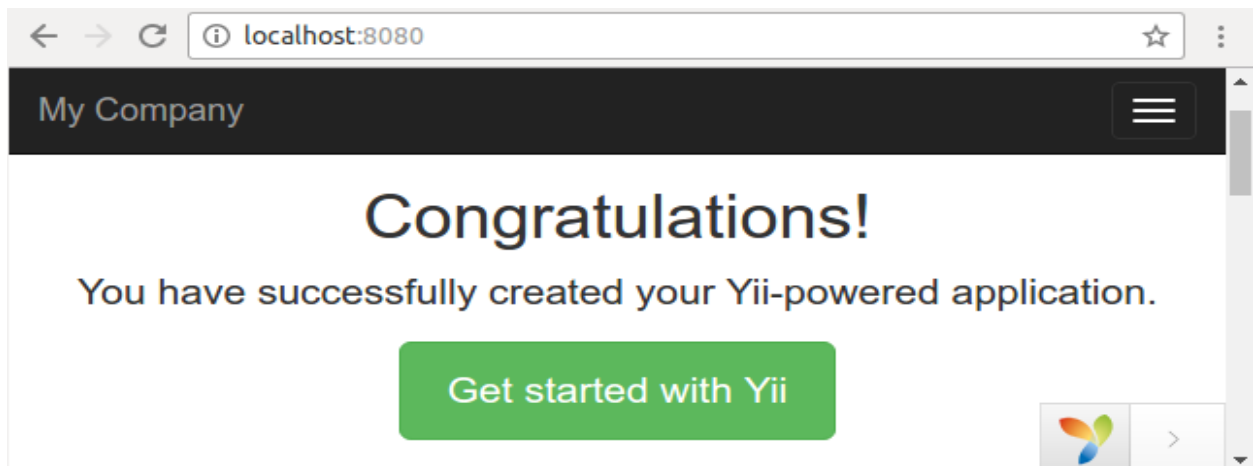 localhost:8080
My Company
Congratulations!
You have successfully created your Yii-powered application.
Get started with Yii